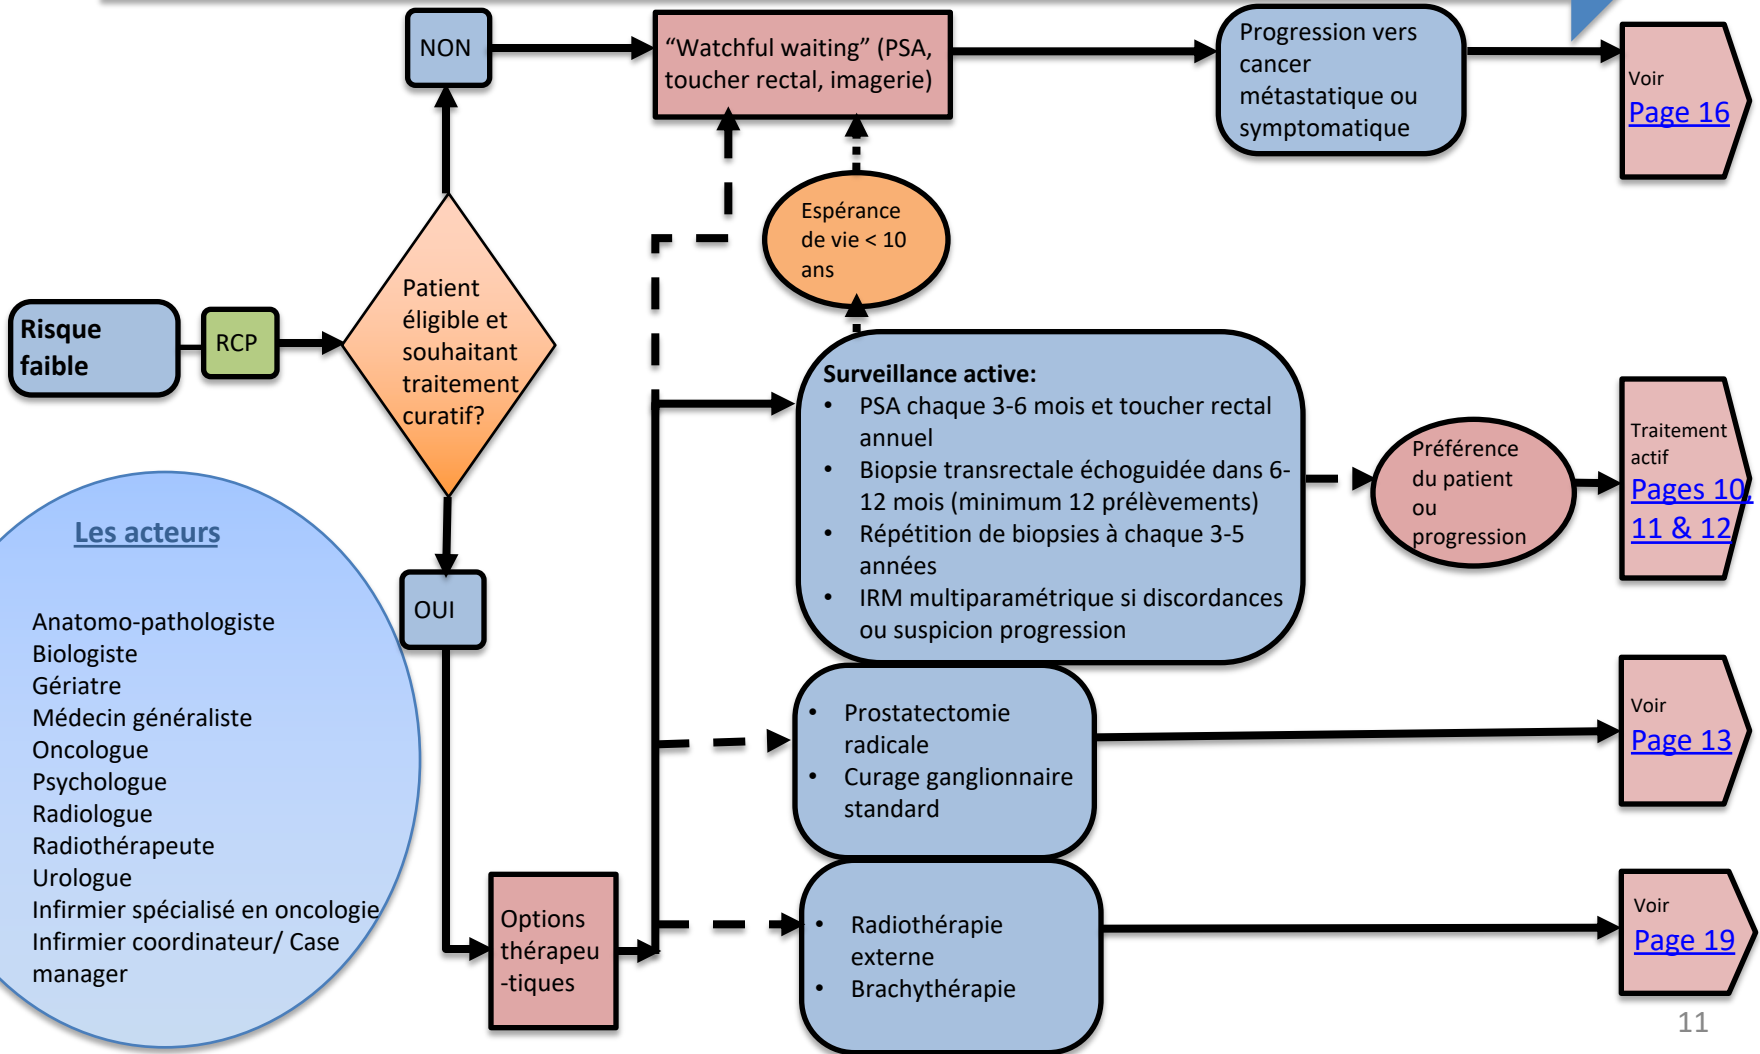 NON
“Watchful waiting” (PSA,
toucher rectal, imagerie)
Progression vers
cancer
métastatique ou
symptomatique
Voir
Page 16
Espérance
de vie < 10
ans
Risque
faible
RCP
Patient
éligible et
souhaitant
traitement
curatif?
Surveillance active:
• PSA chaque 3-6 mois et toucher rectal
annuel
• Biopsie transrectale échoguidée dans 6-
12 mois (minimum 12 prélèvements)
• Répétition de biopsies à chaque 3-5
années
• IRM multiparamétrique si discordances
ou suspicion progression
Préférence
du patient
ou
progression
Traitement
actif
Pages 10,
11 & 12
Les acteurs
Anatomo-pathologiste
Biologiste
Gériatre
Médecin généraliste
Oncologue
Psychologue
Radiologue
Radiothérapeute
Urologue
Infirmier spécialisé en oncologie
Infirmier coordinateur/ Case
manager
OUI
Options
thérapeu
-tiques
• Prostatectomie
radicale
• Curage ganglionnaire
standard
Voir
Page 13
• Radiothérapie
externe
• Brachythérapie
Voir
Page 19
11